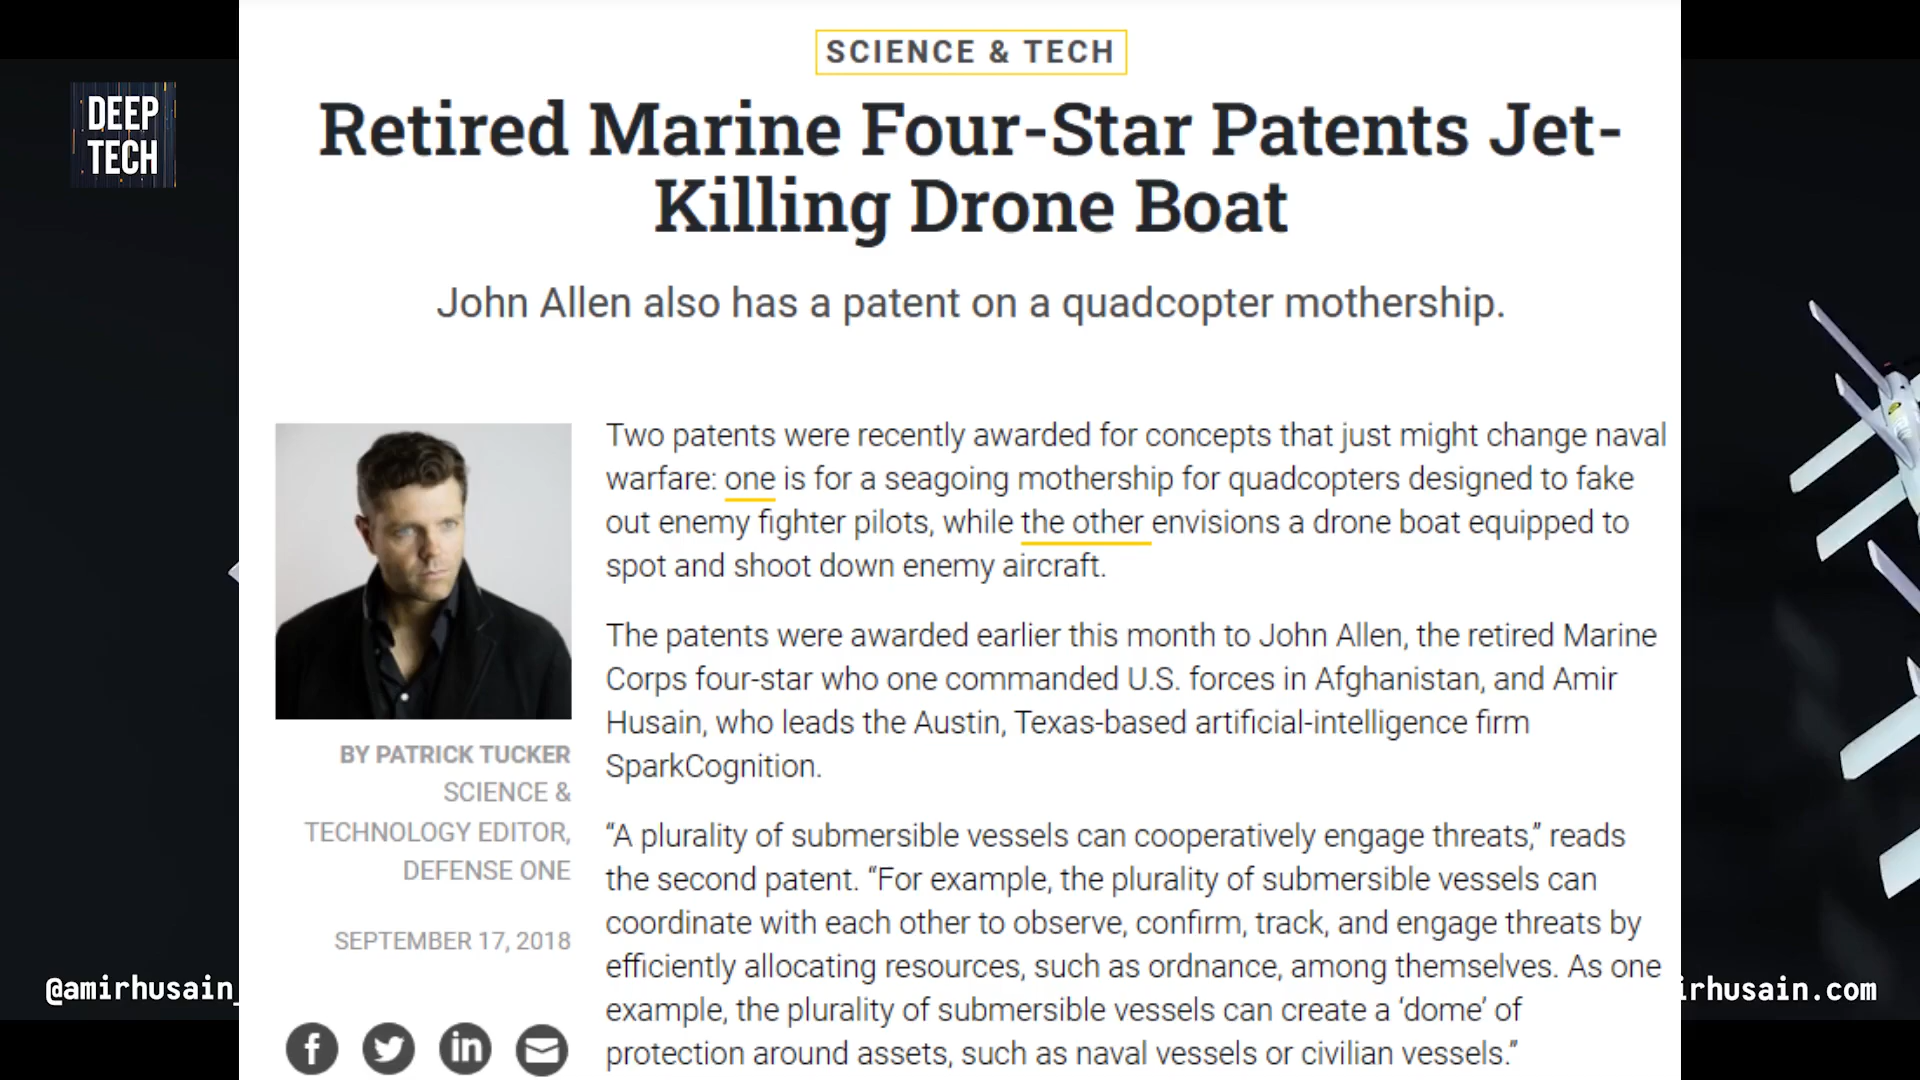 SCIENCE & TECH
DEEP
TECH
Retired Marine Four-Star Patents Jet-
Killing Drone Boat
John Allen also has a patent on a quadcopter mothership.
Two patents were recently awarded for concepts that just might change naval
warfare: one is for a seagoing mothership for quadcopters designed to fake
out enemy fighter pilots, while the other envisions a drone boat equipped to
spot and shoot down enemy aircraft.
The patents were awarded earlier this month to John Allen, the retired Marine
Corps four-star who one commanded U.S. forces in Afghanistan, and Amir
Husain, who leads the Austin, Texas-based artificial-intelligence firm
SparkCognition.
“A plurality of submersible vessels can cooperatively engage threats,” reads
the second patent. “For example, the plurality of submersible vessels can
coordinate with each other to observe, confirm, track, and engage threats by
efficiently allocating resources, such as ordnance, among themselves. As one
example, the plurality of submersible vessels can create a ‘dome’ of
protection around assets, such as naval vessels or civilian vessels.”
BY PATRICK TUCKER
SCIENCE &
TECHNOLOGY EDITOR,
DEFENSE ONE
SEPTEMBER 17, 2018
@amirhusain_
irhusain.com